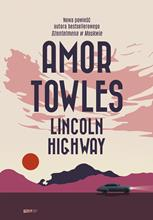 Nowa powieść
autora bestsellerowego
Dżentelmena w Moskwie
AMOR
TOWLES
LINCOLN
HIGHWAY